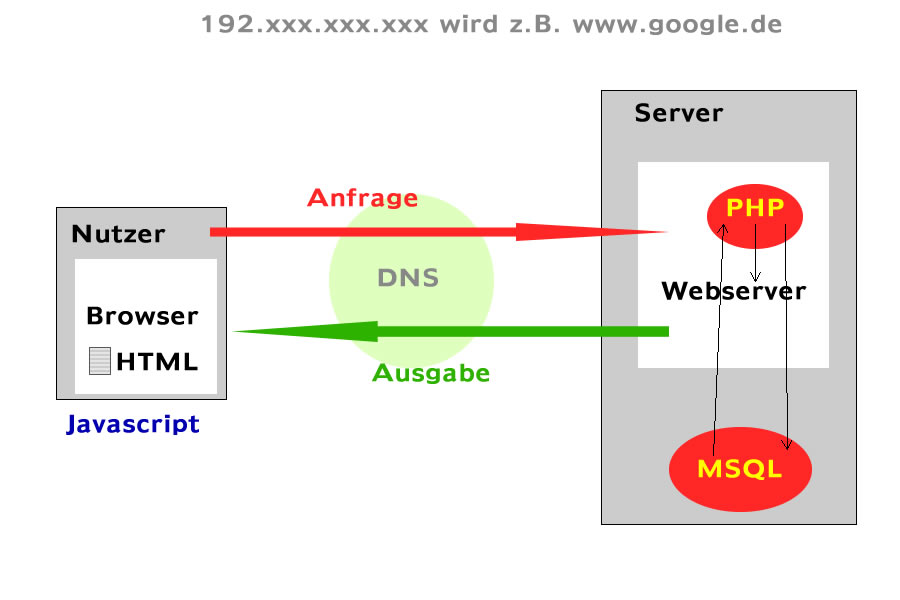 192.xxx.xxx.xxx wird z.B. www.google.de
Server
Anfrage
PHP
Nutzer
DNS
Webserver
Browser
HTML
Ausgabe
Javascript
MSQL